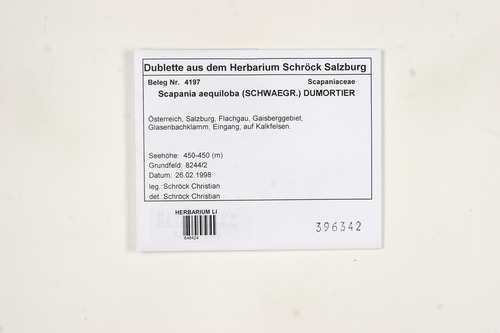 Dublette aus dem Herbarium Schröck Salzburg
Beleg Nr. 4197 Scapaniaceae
Scapania aequiloba (SCHWAEGR.) DUMORTIER
Österreich, Salzburg, Flachgau, Gaisberggebiet,
Glasenbachklamm, Eingang, auf Kalkfelsen.
Seehöhe: 450-450 (m)
Grundfeld: 8244/2
Datum: 26.02.1998
leg.:Schröck Christian
det.:Schröck Christian
HERBARIUM LI
646424
396342